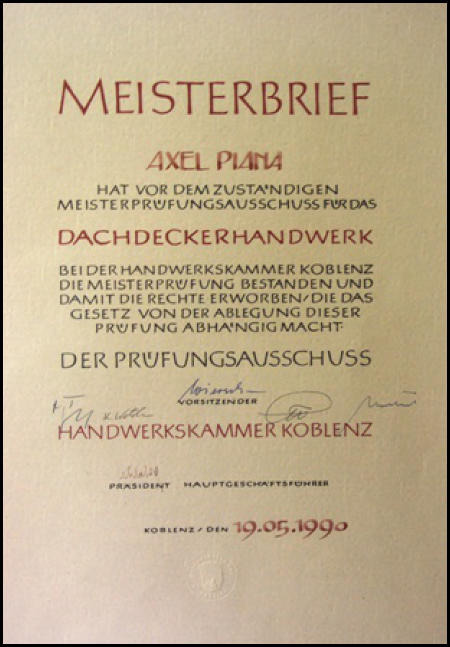 MEISTERBRIEF
AXEL PIANA
HAT VOR DEM ZUSTÄNDIGEN
MEISTERPRÜFUNGSAUSSCHUSS FÜR DAS
DACHDECKERHANDWERK
BEI DER HANDWERKSKAMMER KOBLENZ
DIE MEISTERPRÜFUNG BESTANDEN UND
DAMIT DIE RECHTE ERWORBEN/DIE DAS
GESETZ VON DER ABLEGUNG DIESER
PRÜFUNG ABHÄNGIG MACHT.
DER PRÜFUNGSAUSSCHUSS
VORSITZENDER
HANDWERKSKAMMER KOBLENZ
PRÄSIDENT HAUPTGESCHÄFTSFÜHRER
KOBLENZ/DEN 19.05.1990